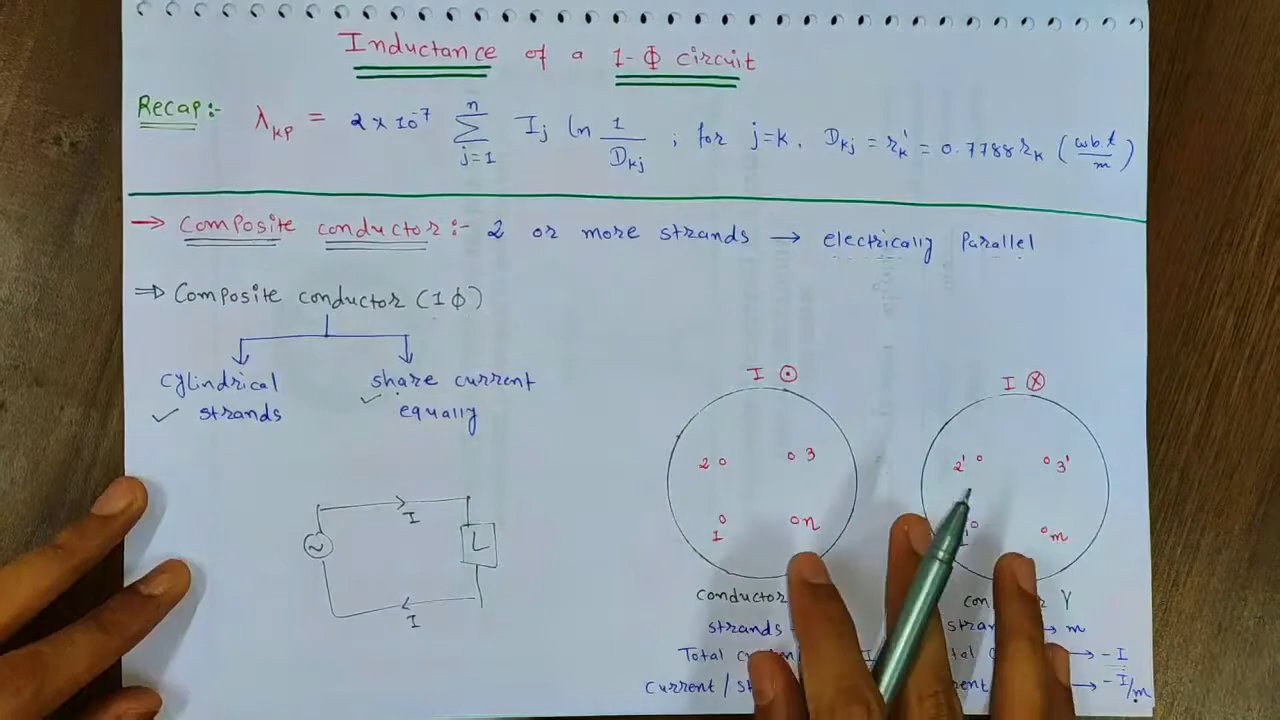 Inductance of a 1-Φ circuit
Recap:- λkp = 2 × 10⁻⁷ Σ(j=1 to n) Ij ln 1/Dkj ; for j=k, Dkj = rk' = 0.7788 rk (wb.t/m)
→ Composite conductor:- 2 or more strands → electrically Parallel
⇒ Composite conductor (1Φ)
cylindrical strands
share current equally
✓
✓
~
I
L
I
I ⊙
2
3
1
n
conductor
strands
Total
current /
I ⊗
2'
3'
1'
m
Y
→ m
→ -I
→ -I/m